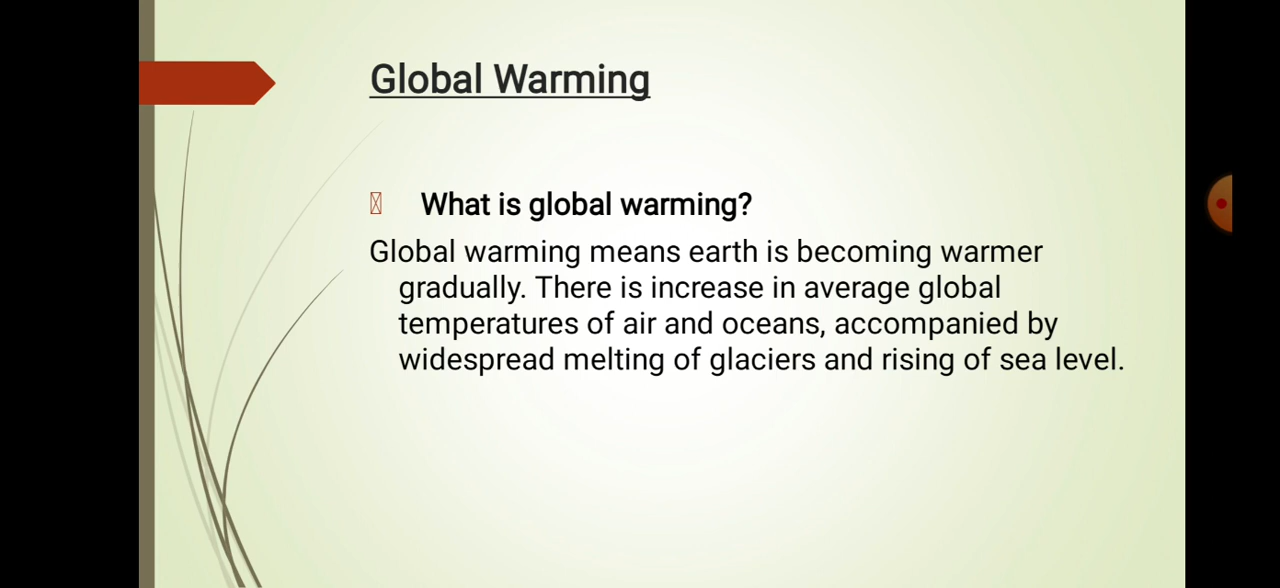 Global Warming
What is global warming?
Global warming means earth is becoming warmer
gradually. There is increase in average global
temperatures of air and oceans, accompanied by
widespread melting of glaciers and rising of sea level.